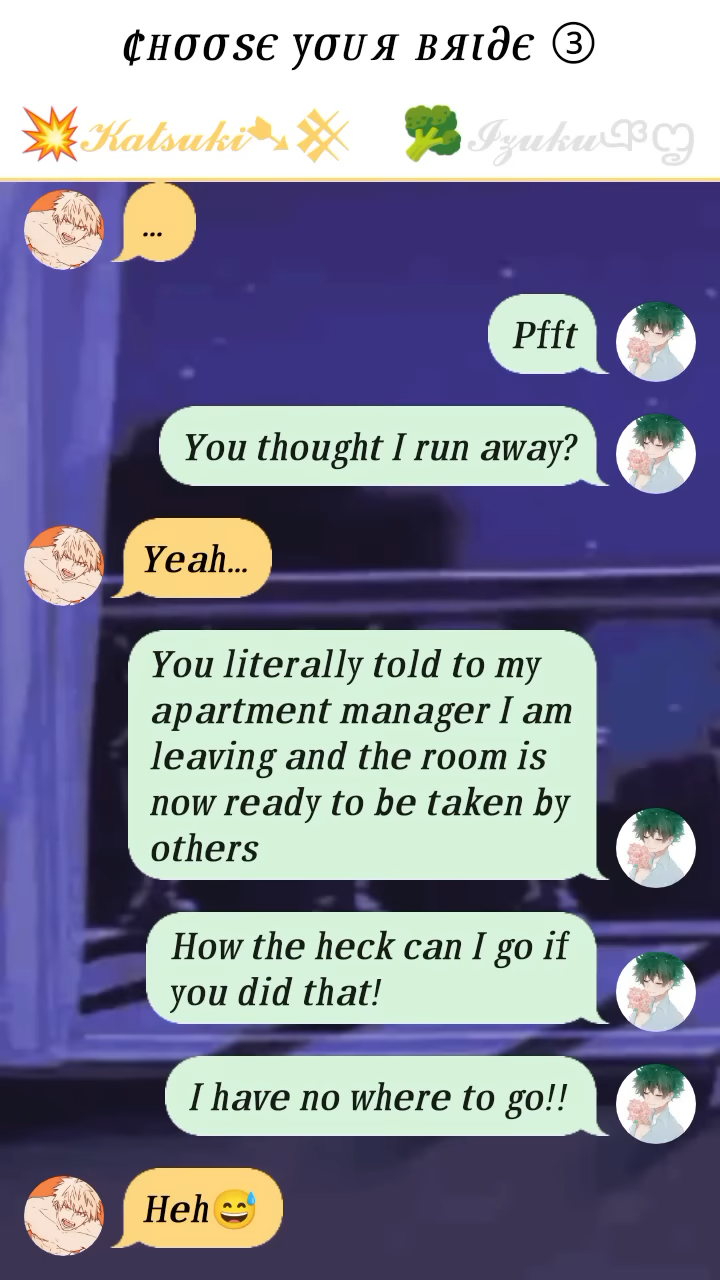 ₵нσσѕє уσυя вяι∂є ③
💥𝓚𝓪𝓽𝓼𝓾𝓴𝓲
🥦𝓘𝔃𝓾𝓴𝓾
...
Pfft
You thought I run away?
Yeah...
You literally told to my
apartment manager I am
leaving and the room is
now ready to be taken by
others
How the heck can I go if
you did that!
I have no where to go!!
Heh😅